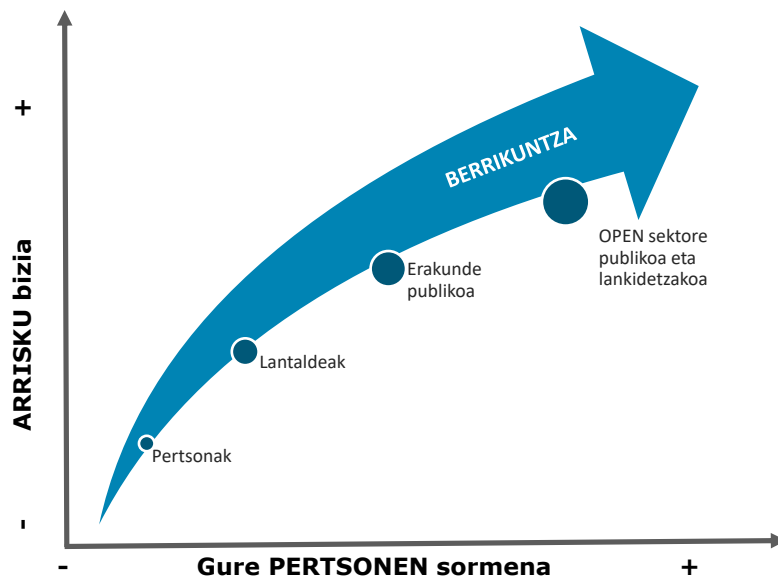 +
ARRISKU bizia
-
BERRIKUNTZA
OPEN sektore
publikoa eta
lankidetzakoa
Erakunde
publikoa
Lantaldeak
Pertsonak
-
Gure PERTSONEN sormena
+